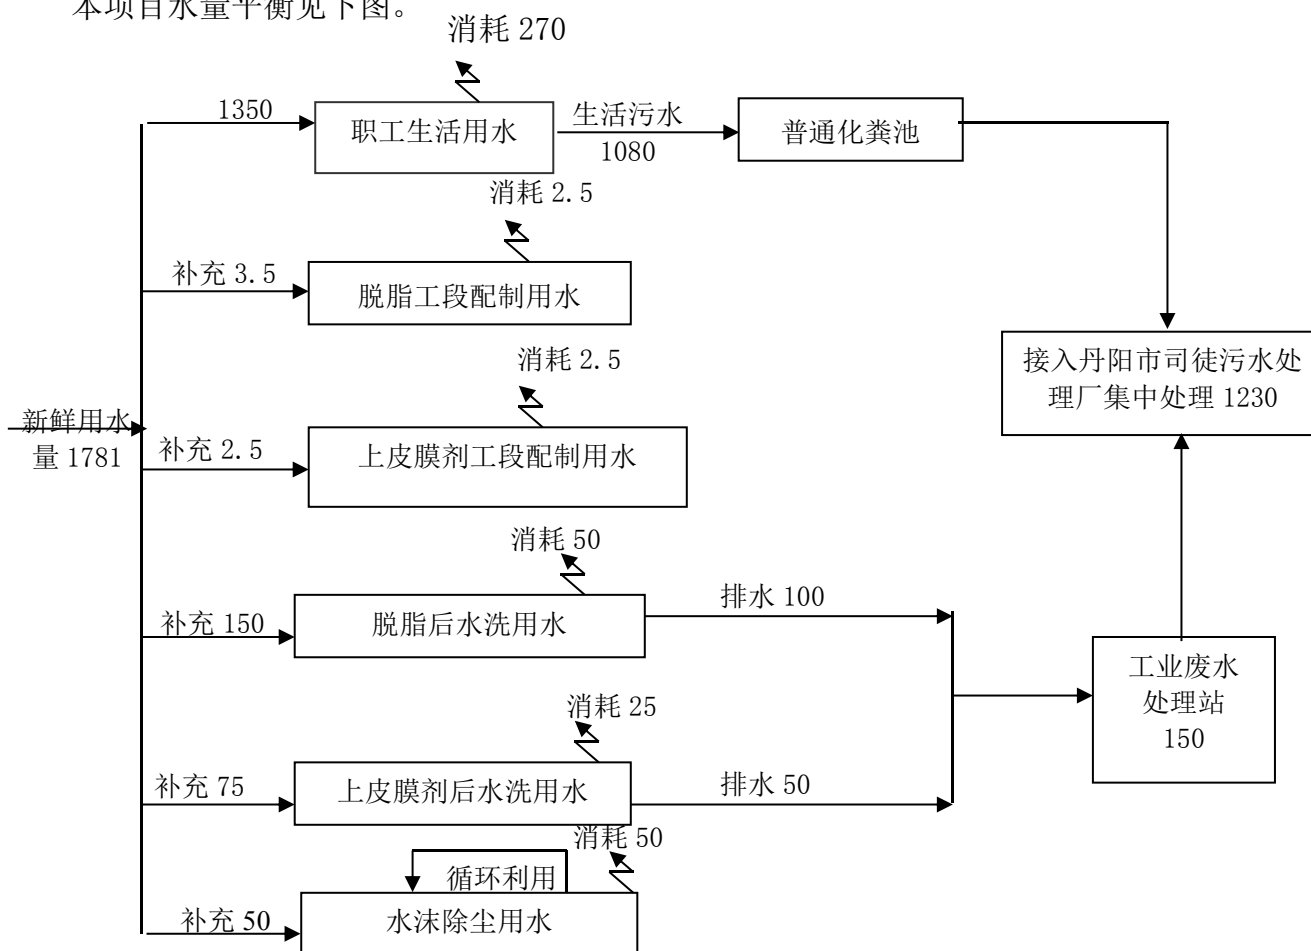 本项目水量平衡见下图。
消耗 270
1350
职工生活用水
生活污水
1080
普通化粪池
消耗 2.5
补充 3.5
脱脂工段配制用水
消耗 2.5
接入丹阳市司徒污水处
理厂集中处理 1230
新鲜用水
量 1781
补充 2.5
上皮膜剂工段配制用水
消耗 50
补充 150
脱脂后水洗用水
排水 100
工业废水
处理站
150
消耗 25
补充 75
上皮膜剂后水洗用水
排水 50
消耗 50
循环利用
补充 50
水沫除尘用水